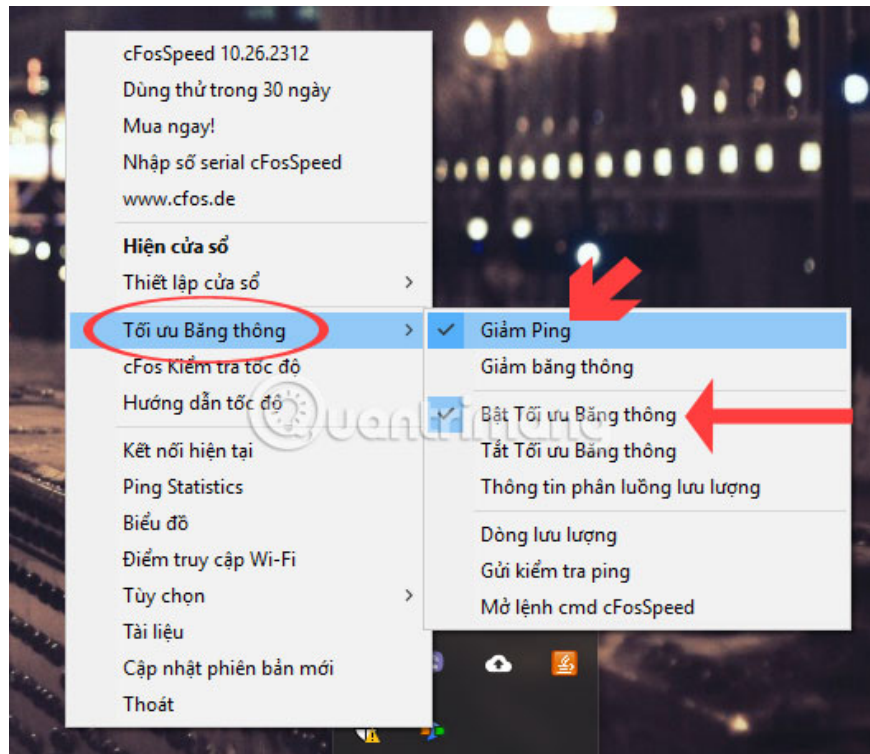 cFosSpeed 10.26.2312
Dùng thử trong 30 ngày
Mua ngay!
Nhập số serial cFosSpeed
www.cfos.de
Hiện cửa sổ
Thiết lập cửa sổ
Tối ưu Băng thông
cFos Kiểm tra tốc độ
Hướng dẫn tốc độ
Kết nối hiện tại
Ping Statistics
Biểu đồ
Điểm truy cập Wi-Fi
Tùy chọn
Tài liệu
Cập nhật phiên bản mới
Thoát
Giảm Ping
Giảm băng thông
Bật Tối ưu Băng thông
Tắt Tối ưu Băng thông
Thông tin phân luồng lưu lượng
Dòng lưu lượng
Gửi kiểm tra ping
Mở lệnh cmd cFosSpeed
Quantrimang